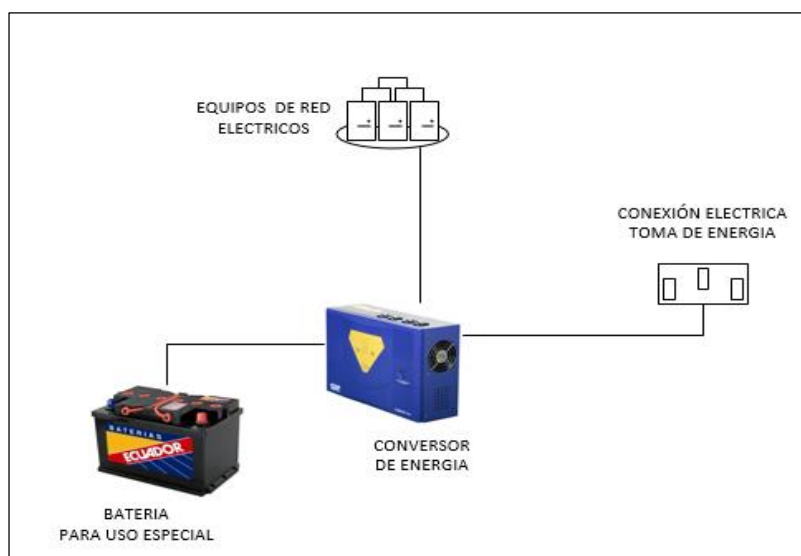 EQUIPOS DE RED
ELECTRICOS
CONEXIÓN ELECTRICA
TOMA DE ENERGIA
BATERIAS
ECUADOR
CONVERSOR
DE ENERGIA
BATERIA
PARA USO ESPECIAL